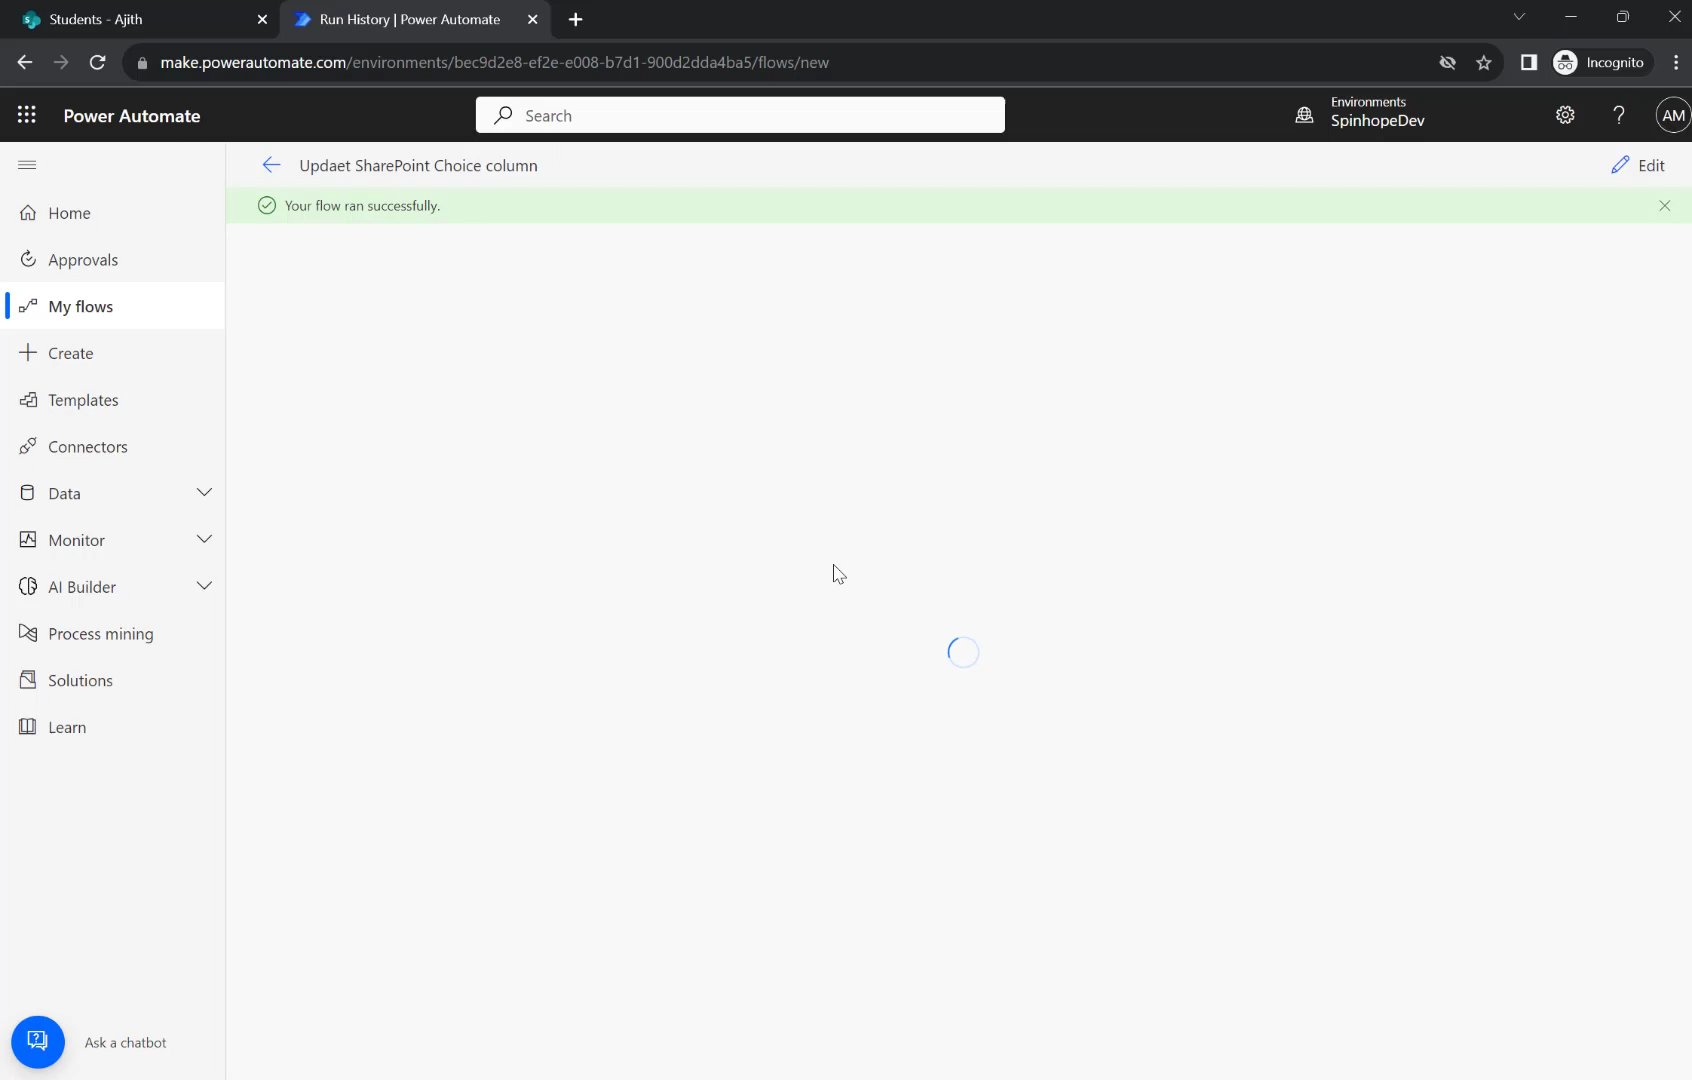 Students - Ajith
Run History | Power Automate
make.powerautomate.com/environments/bec9d2e8-ef2e-e008-b7d1-900d2dda4ba5/flows/new
Incognito
Power Automate
Search
Environments
SpinhopeDev
AM
Updaet SharePoint Choice column
Edit
Your flow ran successfully.
Home
Approvals
My flows
Create
Templates
Connectors
Data
Monitor
AI Builder
Process mining
Solutions
Learn
Ask a chatbot